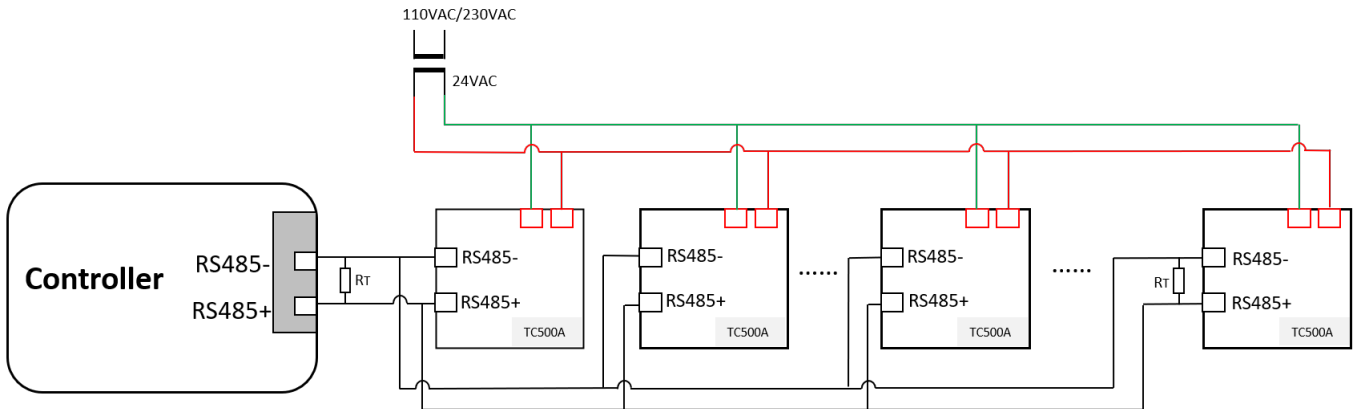 110VAC/230VAC
24VAC
Controller
RS485-
RS485+
RT
RS485-
RS485+
TC500A
RS485-
RS485+
TC500A
......
RS485-
RS485+
TC500A
......
RT
RS485-
RS485+
TC500A